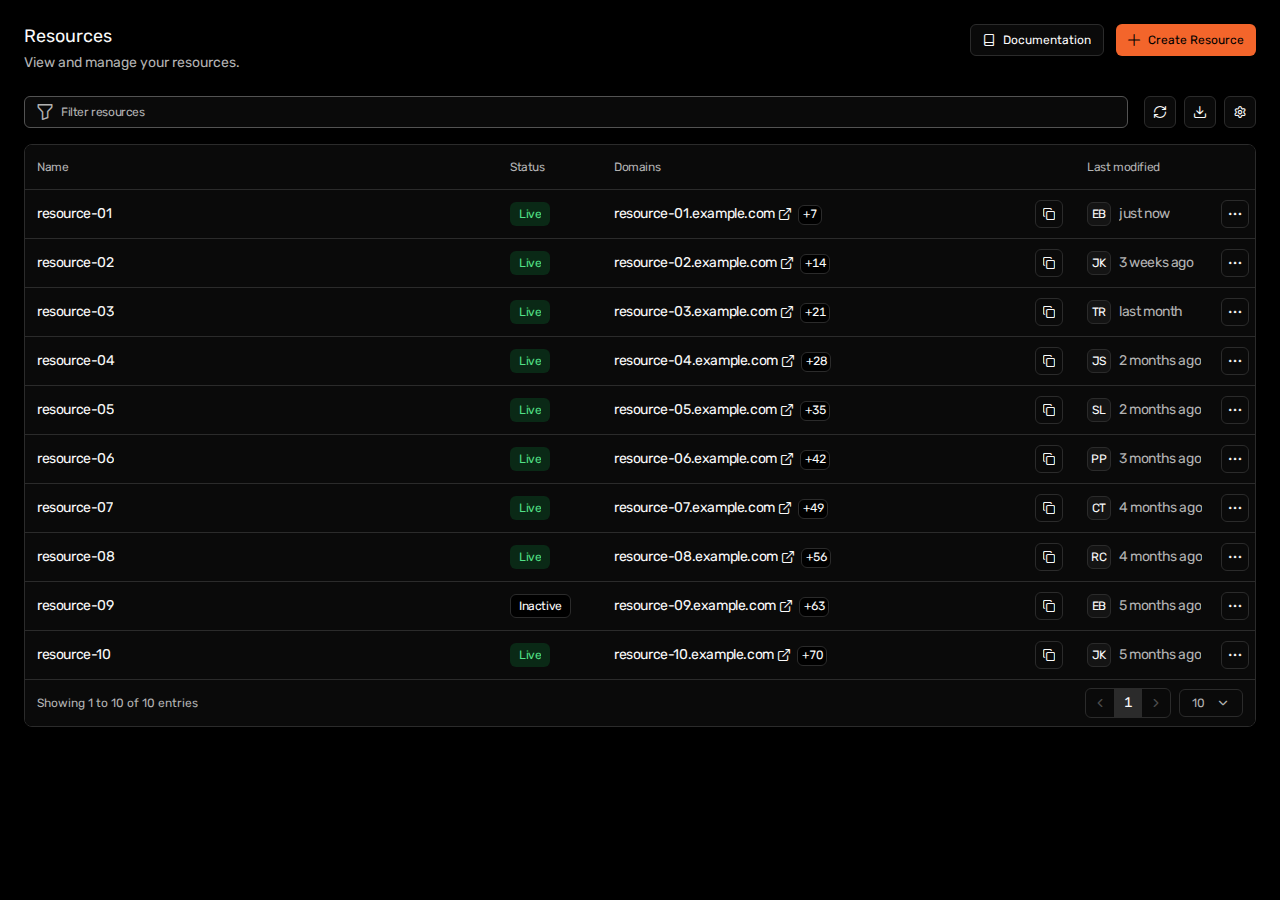 Resources
View and manage your resources.
Documentation
Create Resource
Filter resources
Name Status Domains Last modified
resource-01 Live resource-01.example.com +7 EB just now
resource-02 Live resource-02.example.com +14 JK 3 weeks ago
resource-03 Live resource-03.example.com +21 TR last month
resource-04 Live resource-04.example.com +28 JS 2 months ago
resource-05 Live resource-05.example.com +35 SL 2 months ago
resource-06 Live resource-06.example.com +42 PP 3 months ago
resource-07 Live resource-07.example.com +49 CT 4 months ago
resource-08 Live resource-08.example.com +56 RC 4 months ago
resource-09 Inactive resource-09.example.com +63 EB 5 months ago
resource-10 Live resource-10.example.com +70 JK 5 months ago
Showing 1 to 10 of 10 entries 1 10